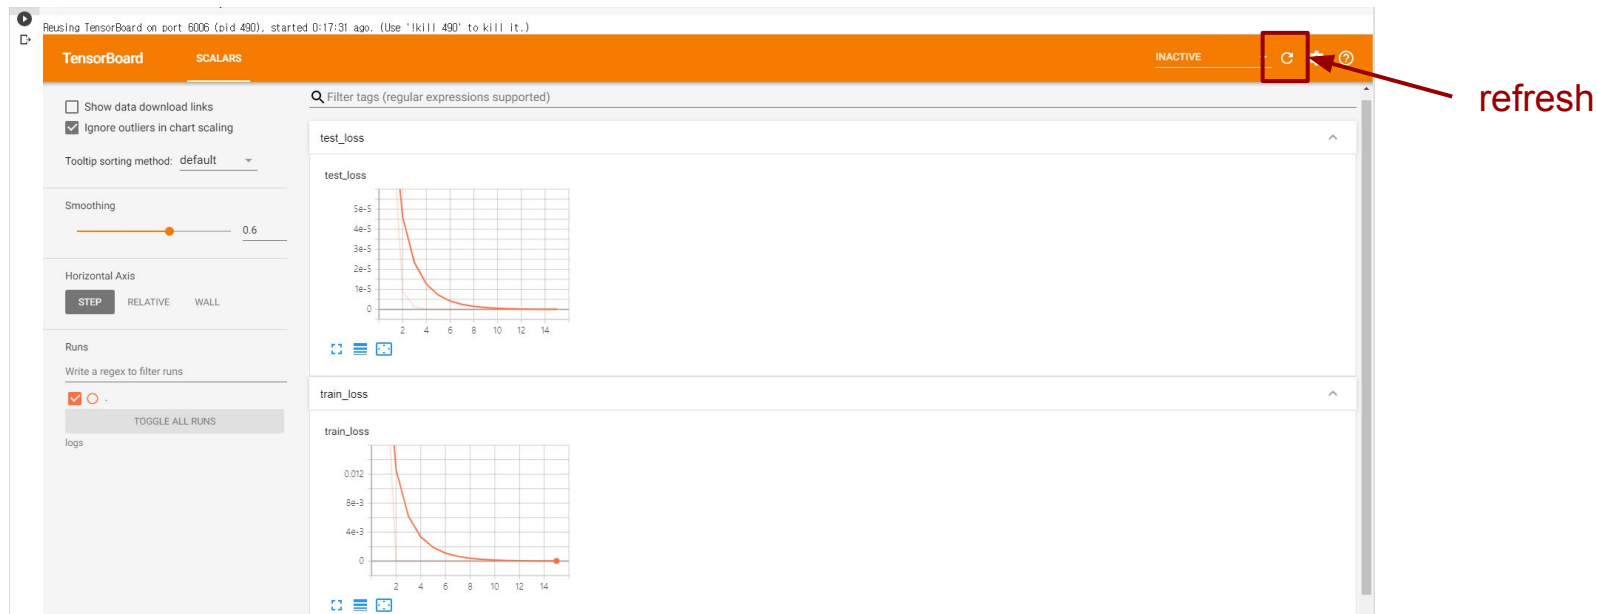 Reusing TensorBoard on port 6006 (pid 490), started 0:17:31 ago. (Use '!kill 490' to kill it.)
TensorBoard SCALARS INACTIVE
refresh
Show data download links
Ignore outliers in chart scaling
Tooltip sorting method: default
Smoothing
0.6
Horizontal Axis
STEP RELATIVE WALL
Runs
Write a regex to filter runs
.
TOGGLE ALL RUNS
logs
Filter tags (regular expressions supported)
test_loss
test_loss
5e-5
4e-5
3e-5
2e-5
1e-5
0
2 4 6 8 10 12 14
train_loss
train_loss
0.012
8e-3
4e-3
0
2 4 6 8 10 12 14